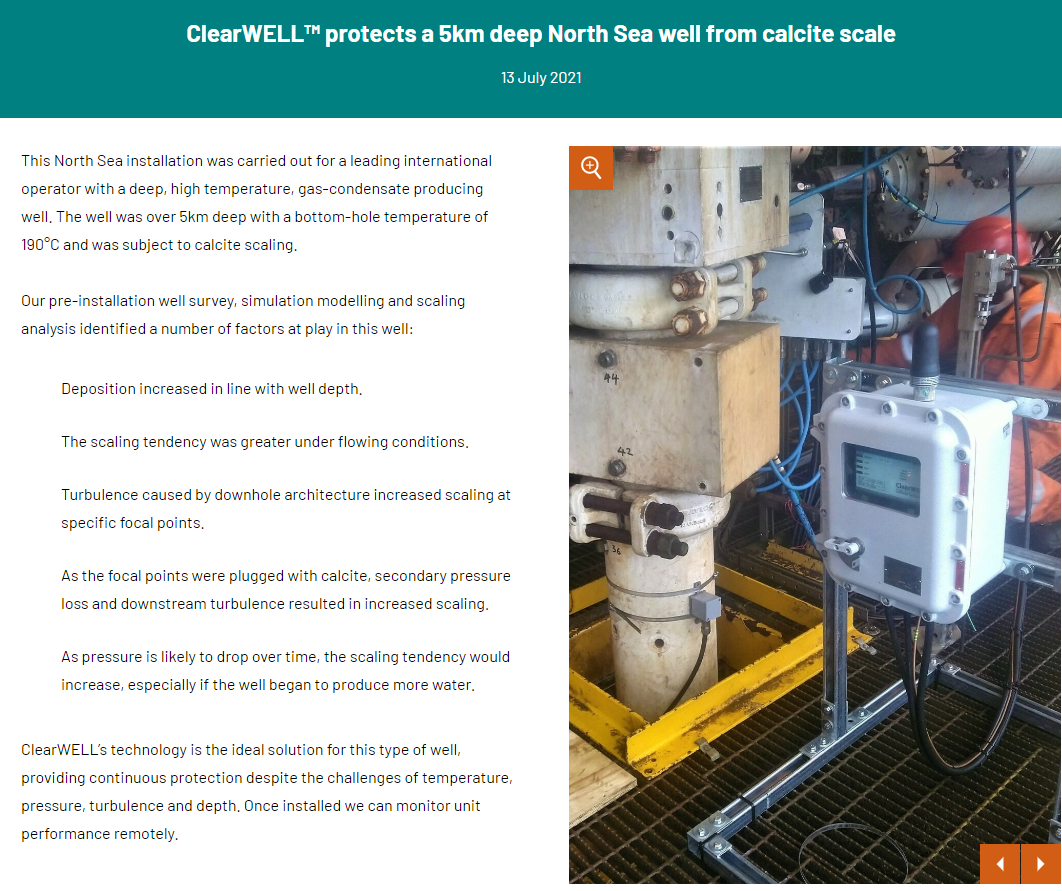 ClearWELL™ protects a 5km deep North Sea well from calcite scale
13 July 2021
This North Sea installation was carried out for a leading international
operator with a deep, high temperature, gas-condensate producing
well. The well was over 5km deep with a bottom-hole temperature of
190°C and was subject to calcite scaling.
Our pre-installation well survey, simulation modelling and scaling
analysis identified a number of factors at play in this well:
Deposition increased in line with well depth.
The scaling tendency was greater under flowing conditions.
Turbulence caused by downhole architecture increased scaling at
specific focal points.
As the focal points were plugged with calcite, secondary pressure
loss and downstream turbulence resulted in increased scaling.
As pressure is likely to drop over time, the scaling tendency would
increase, especially if the well began to produce more water.
ClearWELL's technology is the ideal solution for this type of well,
providing continuous protection despite the challenges of temperature,
pressure, turbulence and depth. Once installed we can monitor unit
performance remotely.
44
42
36